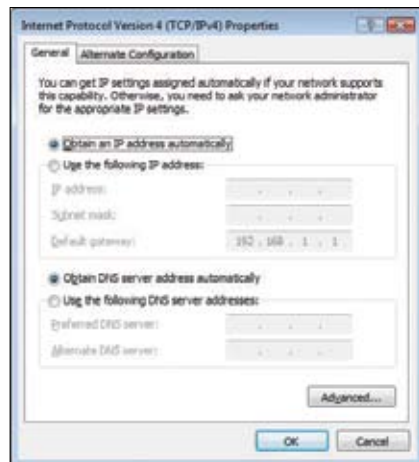 Internet Protocol Version 4 (TCP/IPv4) Properties
General
Alternate Configuration
You can get IP settings assigned automatically if your network supports
this capability. Otherwise, you need to ask your network administrator
for the appropriate IP settings.
Obtain an IP address automatically
Use the following IP address:
IP address:
Subnet mask:
Default gateway:
192 . 168 . 1 . 1
Obtain DNS server address automatically
Use the following DNS server addresses:
Preferred DNS server:
Alternate DNS server:
Advanced...
OK
Cancel